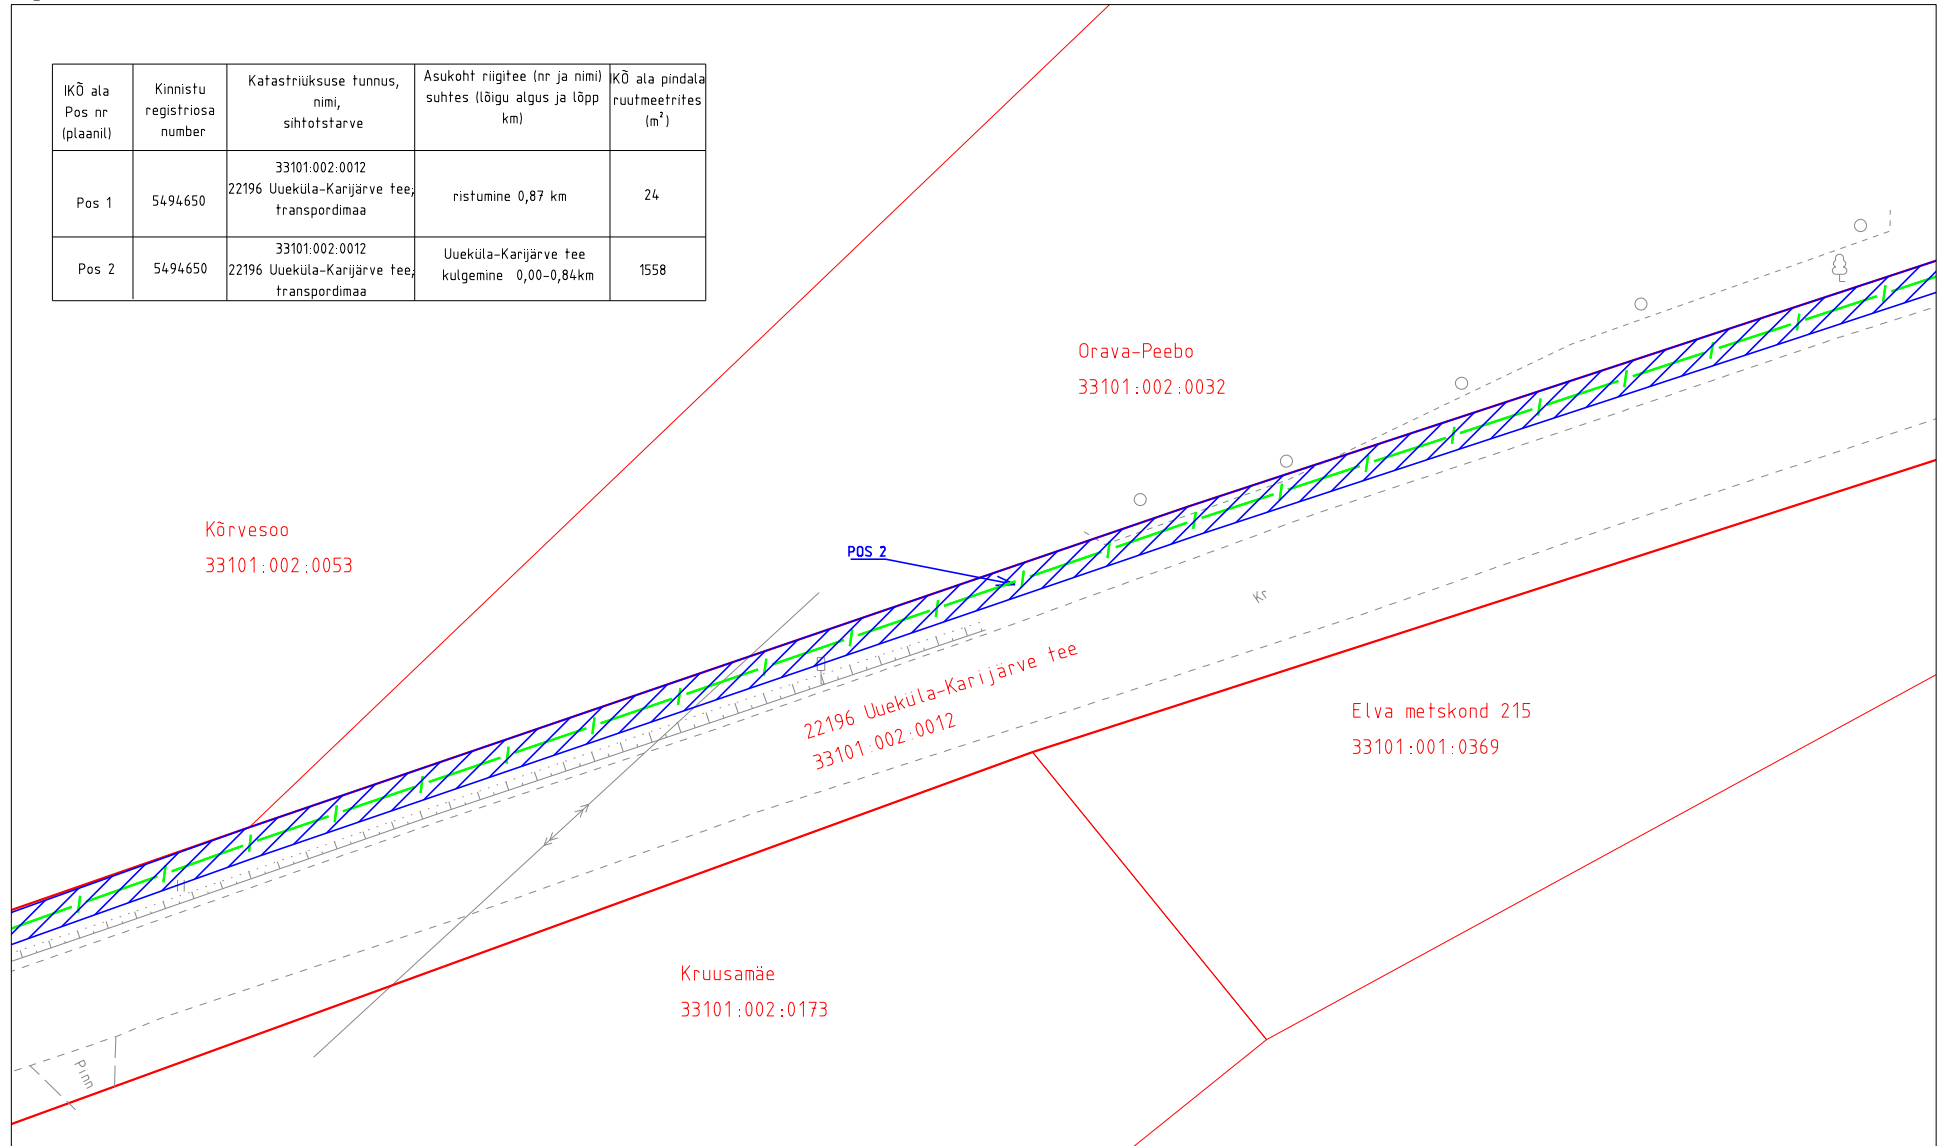 IKÕ ala
Pos nr
(plaanil)
Kinnistu
registriosa
number
Katastriüksuse tunnus,
nimi,
sihtotstarve
Asukoht riigitee (nr ja nimi)
suhtes (lõigu algus ja lõpp
km)
IKÕ ala pindala
ruutmeetrites
(m²)
Pos 1
5494650
33101:002:0012
22196 Uueküla-Karijärve tee;
transpordimaa
ristumine 0,87 km
24
Pos 2
5494650
33101:002:0012
22196 Uueküla-Karijärve tee;
transpordimaa
Uueküla-Karijärve tee
kulgemine 0,00-0,84km
1558
Orava-Peebo
33101:002:0032
Kõrvesoo
33101:002:0053
POS 2
Kr
22196 Uueküla-Karijärve tee
33101:002:0012
Elva metskond 215
33101:001:0369
Kruusamäe
33101:002:0173
Pinn